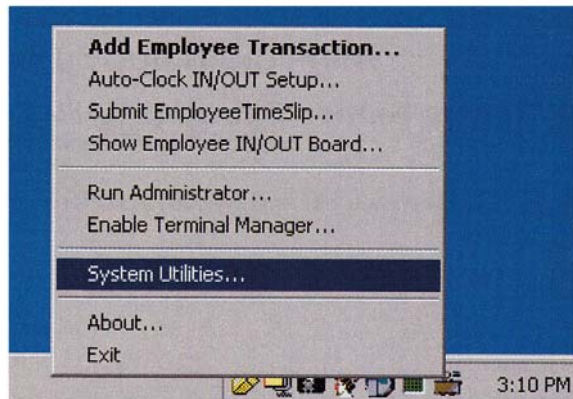 Add Employee Transaction...
Auto-Clock IN/OUT Setup...
Submit EmployeeTimeSlip...
Show Employee IN/OUT Board...
Run Administrator...
Enable Terminal Manager...
System Utilities...
About...
Exit
3:10 PM